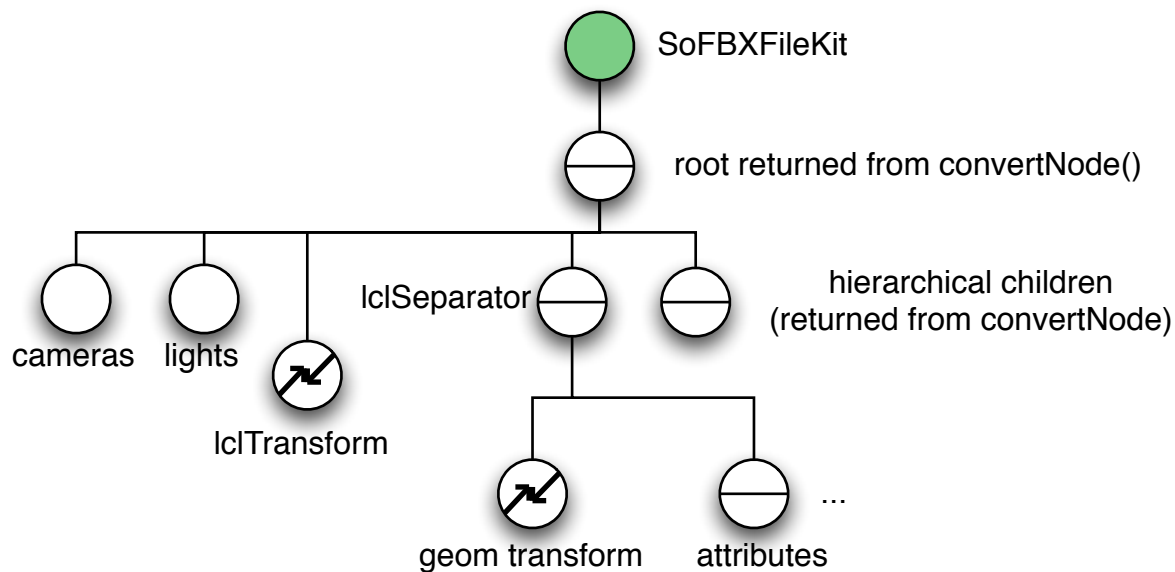 SoFBXFileKit
root returned from convertNode()
lclSeparator
hierarchical children
(returned from convertNode)
cameras
lights
lclTransform
...
geom transform
attributes